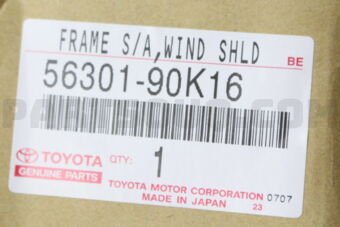 FRAME S/A,WIND SHLD
BE
56301-90K16
TOYOTA
GENUINE PARTS
QTY:
1
TOYOTA MOTOR CORPORATION 0707
MADE IN JAPAN 23